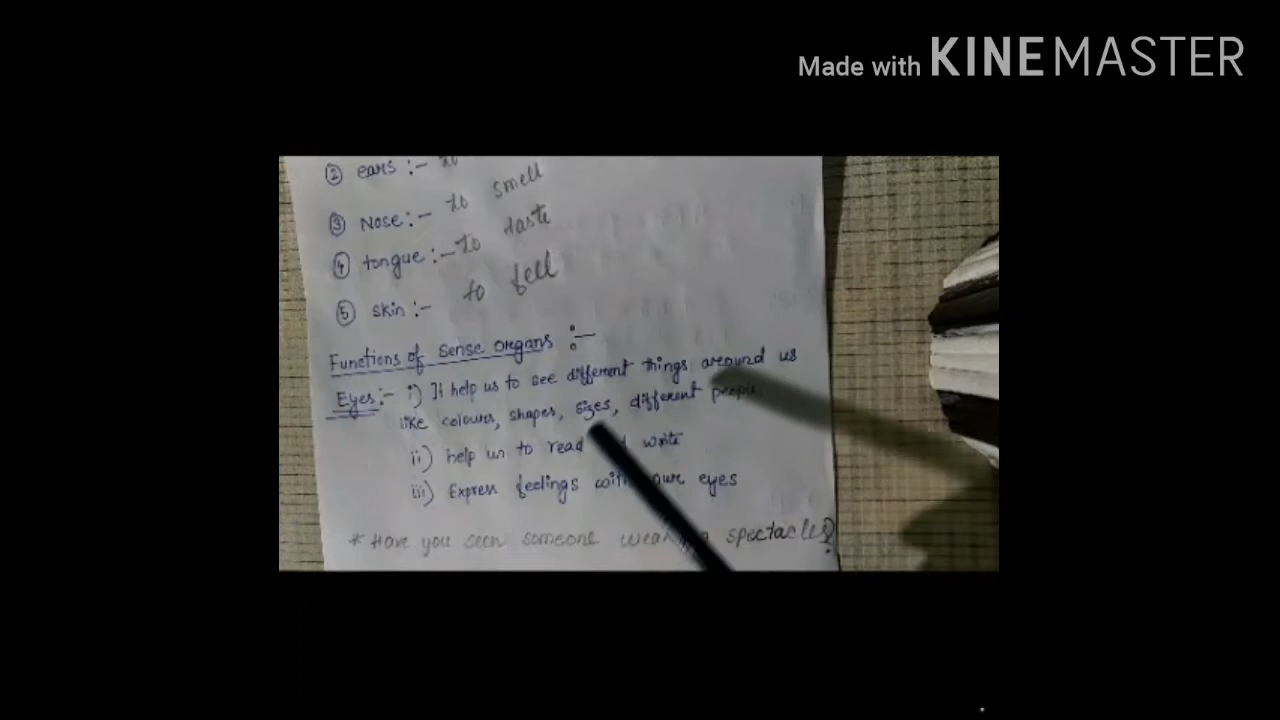 Made with KINEMASTER
② ears :- to
③ Nose :- to smell
④ tongue :- to taste
⑤ skin :- to fell
Functions of sense organs :-
Eyes :- i) It help us to see different things around us
like colours, shapes, sizes, different people
ii) help us to read write
iii) Express feelings with our eyes
* Have you seen someone spectacles?